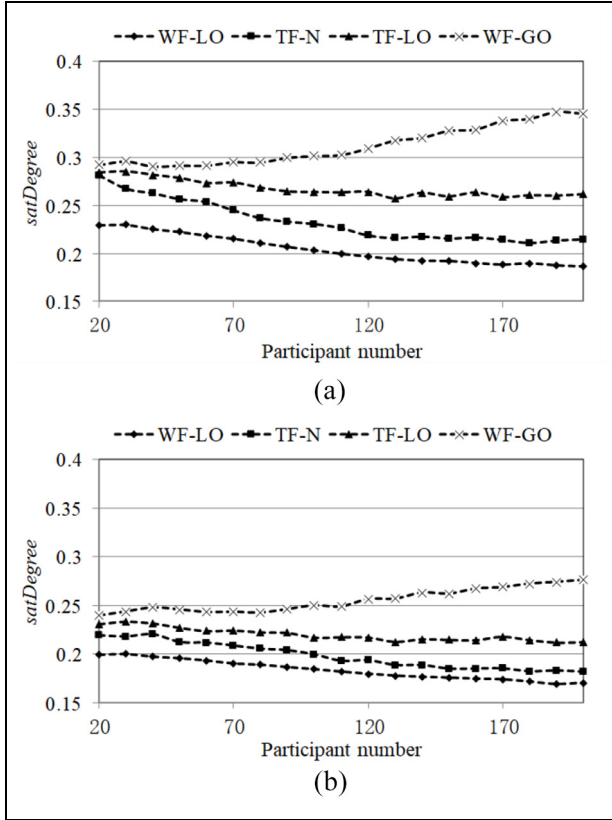 WF-LO TF-N TF-LO WF-GO
0.4
0.35
0.3
0.25
0.2
0.15
satDegree
20 70 120 170
Participant number
(a)
WF-LO TF-N TF-LO WF-GO
0.4
0.35
0.3
0.25
0.2
0.15
satDegree
20 70 120 170
Participant number
(b)